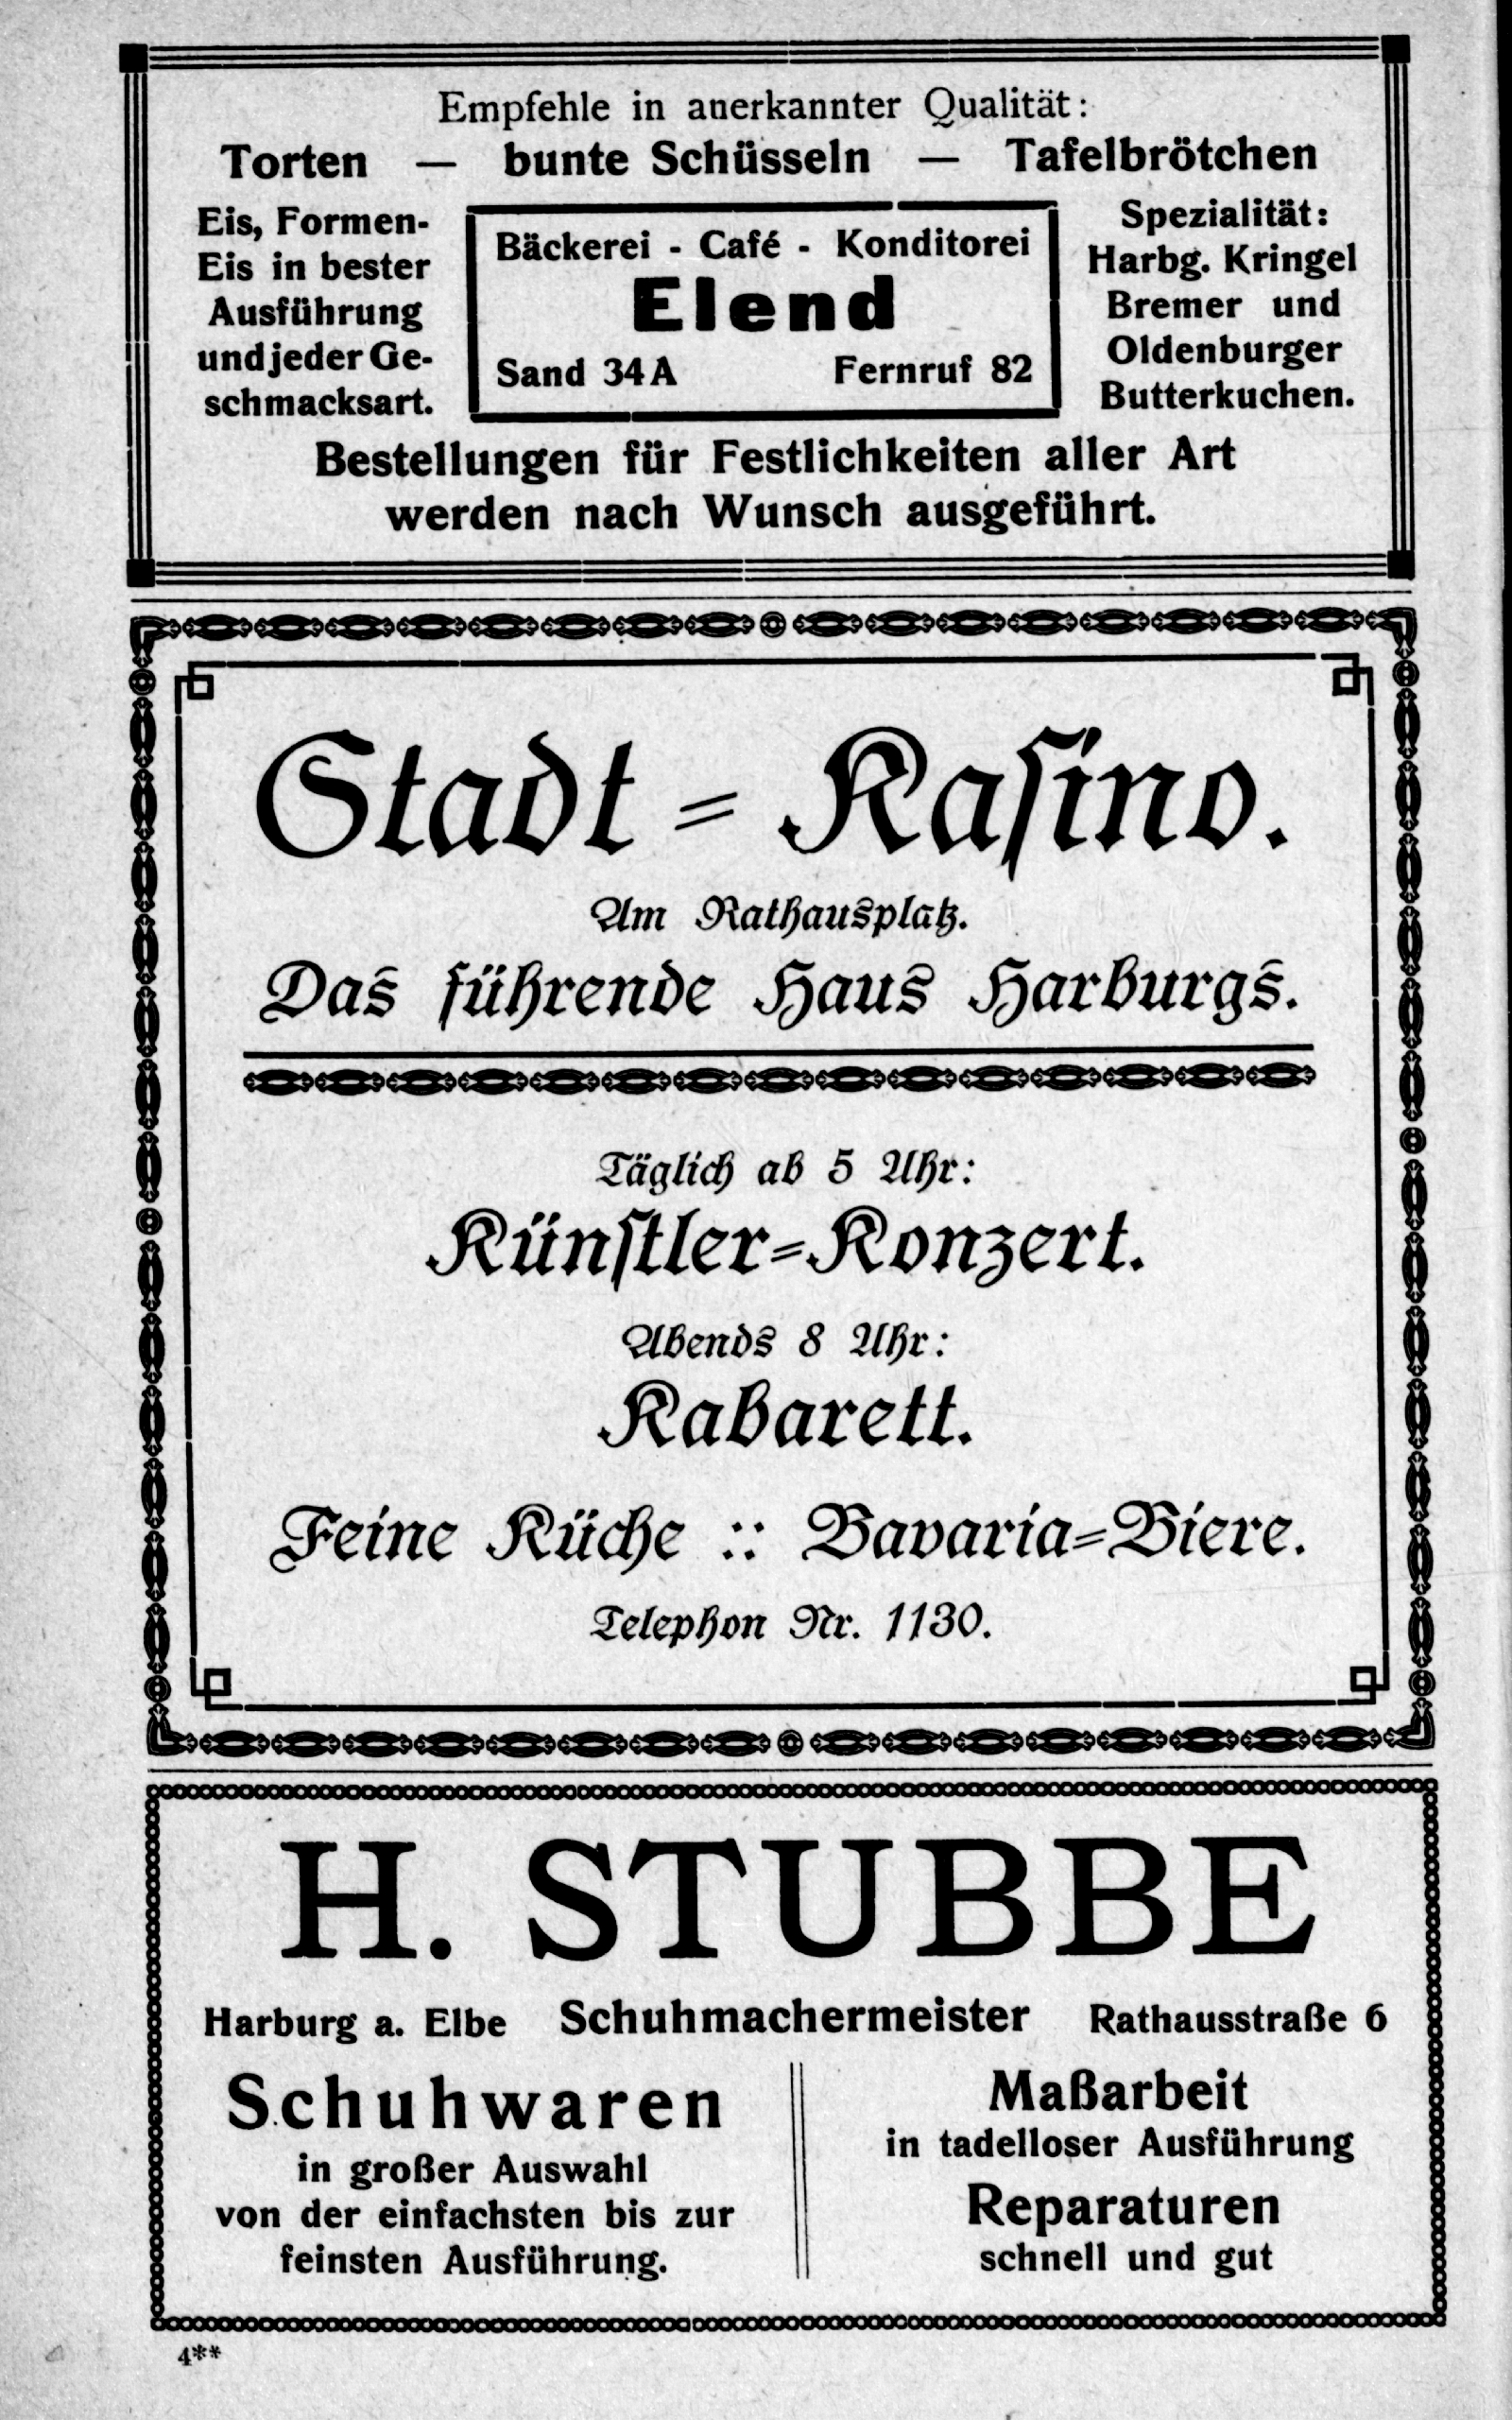 Empfehle in anerkannter Qualität:
Torten — bunte Schüsseln — Tafelbrötchen
Eis, Formen-
Eis in bester
Ausführung
und jeder Ge-
schmacksart.
Bäckerei - Café - Konditorei
Elend
Sand 34A Fernruf 82
Spezialität:
Harbg. Kringel
Bremer und
Oldenburger
Butterkuchen.
Bestellungen für Festlichkeiten aller Art
werden nach Wunsch ausgeführt.
Stadt = Kaſino.
Am Rathausplatz.
Das führende Haus Harburgs.
Täglich ab 5 Uhr:
Künſtler=Konzert.
Abends 8 Uhr:
Kabarett.
Feine Küche :: Bavaria=Biere.
Telephon Nr. 1130.
H. STUBBE
Harburg a. Elbe Schuhmachermeister Rathausstraße 6
Schuhwaren
in großer Auswahl
von der einfachsten bis zur
feinsten Ausführung.
Maßarbeit
in tadelloser Ausführung
Reparaturen
schnell und gut
4**